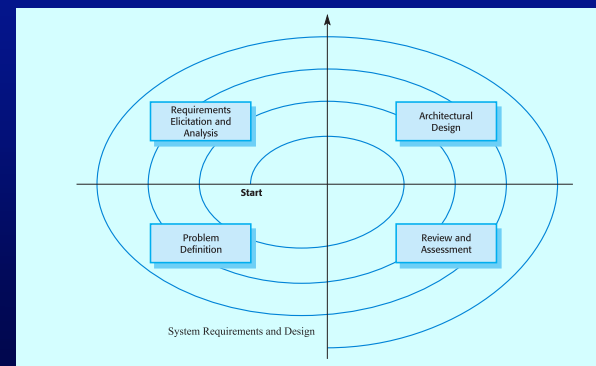 Requirements
Elicitation and
Analysis
Architectural
Design
Start
Problem
Definition
Review and
Assessment
System Requirements and Design